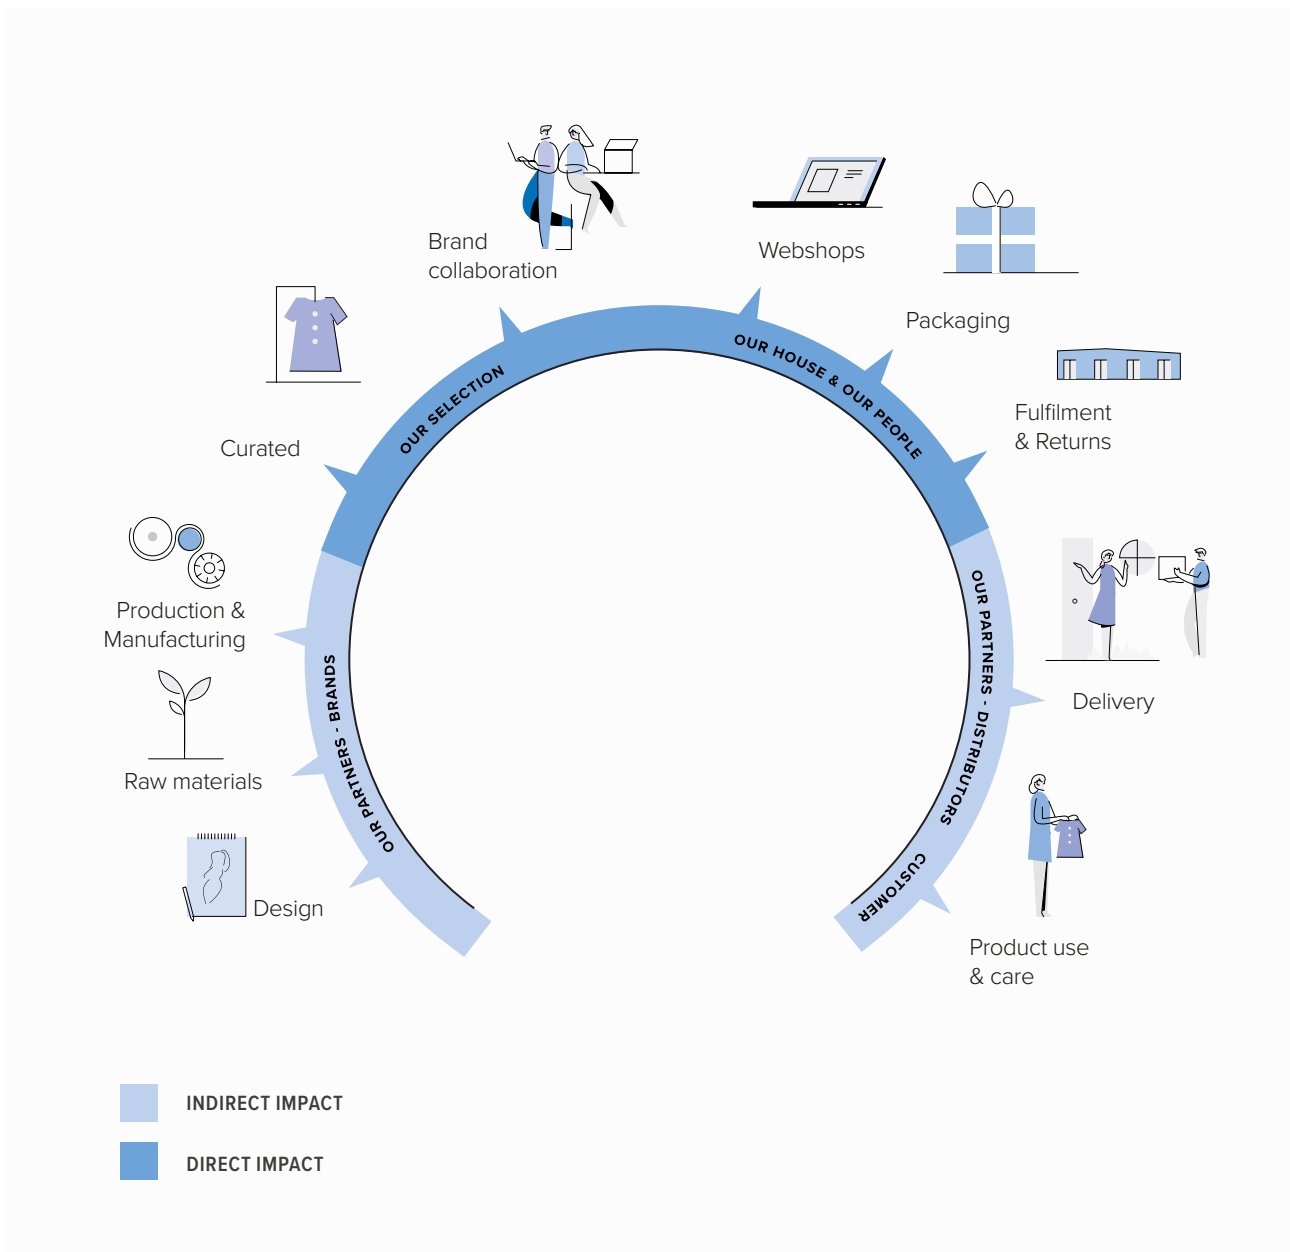 Brand
collaboration
Webshops
Packaging
Fulfilment
& Returns
Curated
Production &
Manufacturing
Raw materials
Design
Delivery
Product use
& care
OUR PARTNERS - BRANDS
OUR SELECTION
OUR HOUSE & OUR PEOPLE
OUR PARTNERS - DISTRIBUTORS
CUSTOMER
INDIRECT IMPACT
DIRECT IMPACT